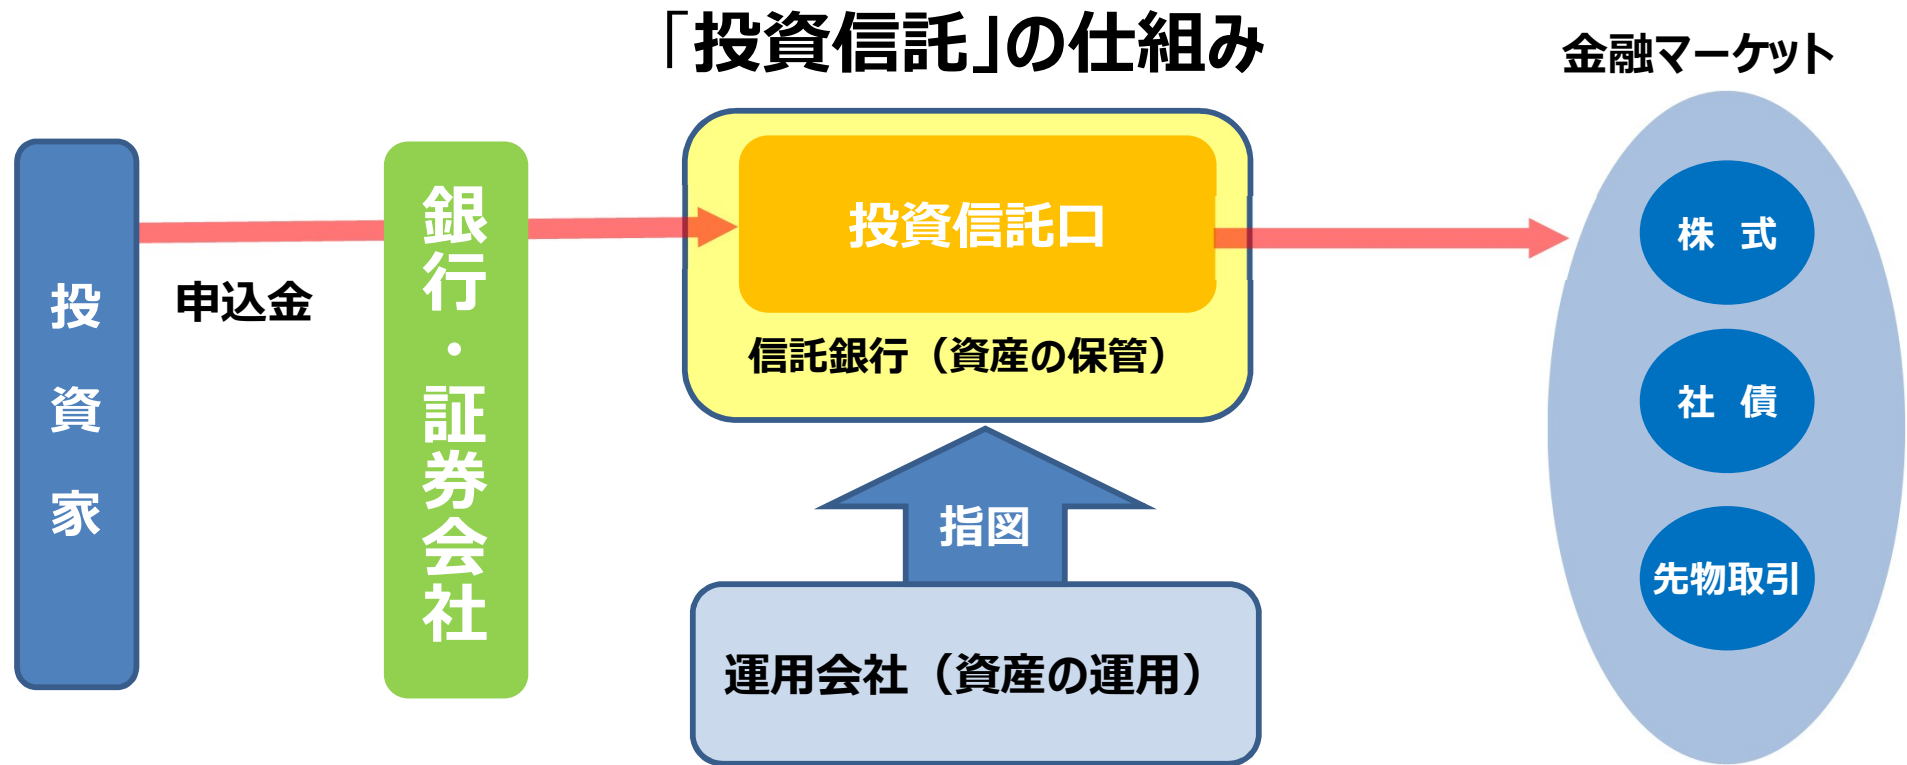 「投資信託」の仕組み
金融マーケット
投資家
申込金
銀行・証券会社
投資信託口
信託銀行（資産の保管）
指図
運用会社（資産の運用）
株 式
社 債
先物取引